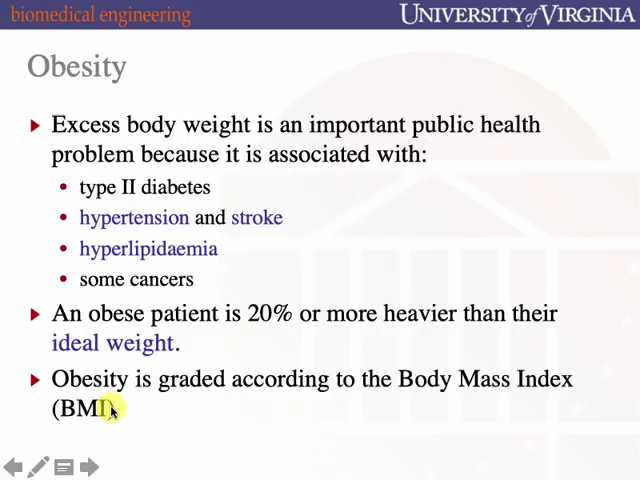 biomedical engineering
UNIVERSITY of VIRGINIA
Obesity
Excess body weight is an important public health
problem because it is associated with:
type II diabetes
hypertension and stroke
hyperlipidaemia
some cancers
An obese patient is 20% or more heavier than their
ideal weight.
Obesity is graded according to the Body Mass Index
(BMI)